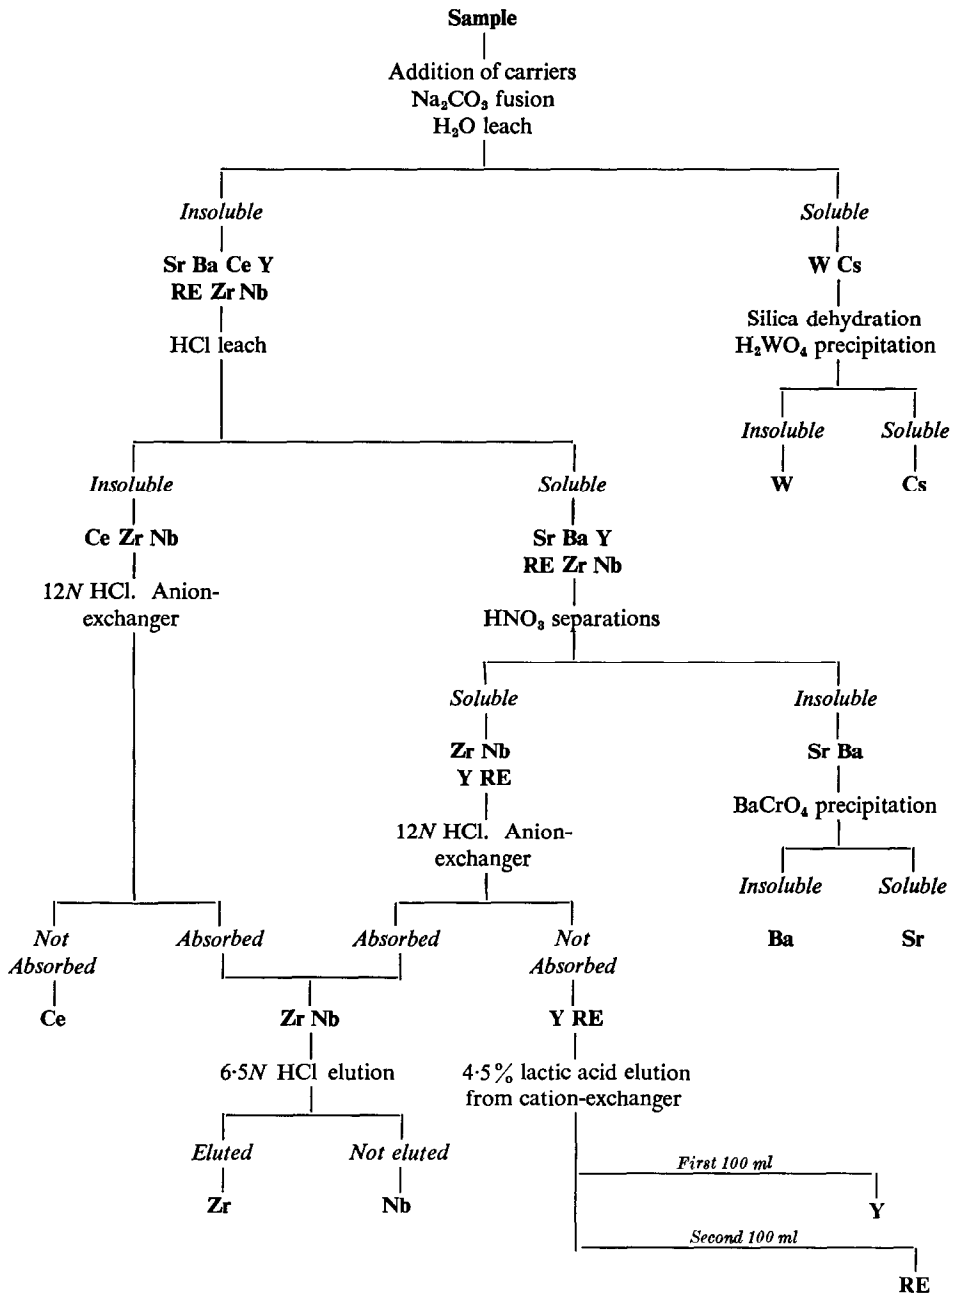 Sample
Addition of carriers
Na₂CO₃ fusion
H₂O leach
Insoluble
Soluble
Sr Ba Ce Y
RE Zr Nb
W Cs
HCl leach
Silica dehydration
H₂WO₄ precipitation
Insoluble
Soluble
W
Cs
Insoluble
Soluble
Ce Zr Nb
Sr Ba Y
RE Zr Nb
12N HCl. Anion-
exchanger
HNO₃ separations
Soluble
Insoluble
Zr Nb
Y RE
Sr Ba
BaCrO₄ precipitation
12N HCl. Anion-
exchanger
Insoluble
Soluble
Ba
Sr
Not
Absorbed
Absorbed
Absorbed
Not
Absorbed
Ce
Zr Nb
Y RE
6·5N HCl elution
4·5% lactic acid elution
from cation-exchanger
Eluted
Not eluted
Zr
Nb
First 100 ml
Y
Second 100 ml
RE